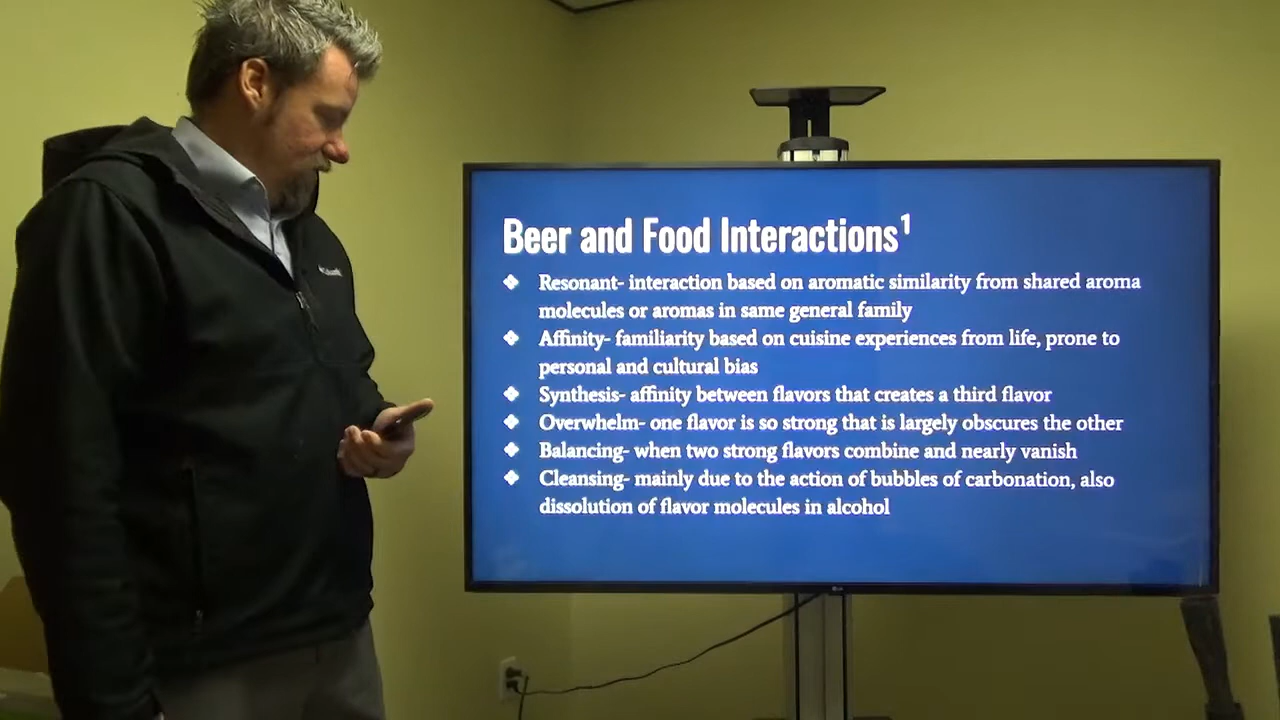 Beer and Food Interactions¹
❖ Resonant- interaction based on aromatic similarity from shared aroma
molecules or aromas in same general family
❖ Affinity- familiarity based on cuisine experiences from life, prone to
personal and cultural bias
❖ Synthesis- affinity between flavors that creates a third flavor
❖ Overwhelm- one flavor is so strong that is largely obscures the other
❖ Balancing- when two strong flavors combine and nearly vanish
❖ Cleansing- mainly due to the action of bubbles of carbonation, also
dissolution of flavor molecules in alcohol
Columbia
LG